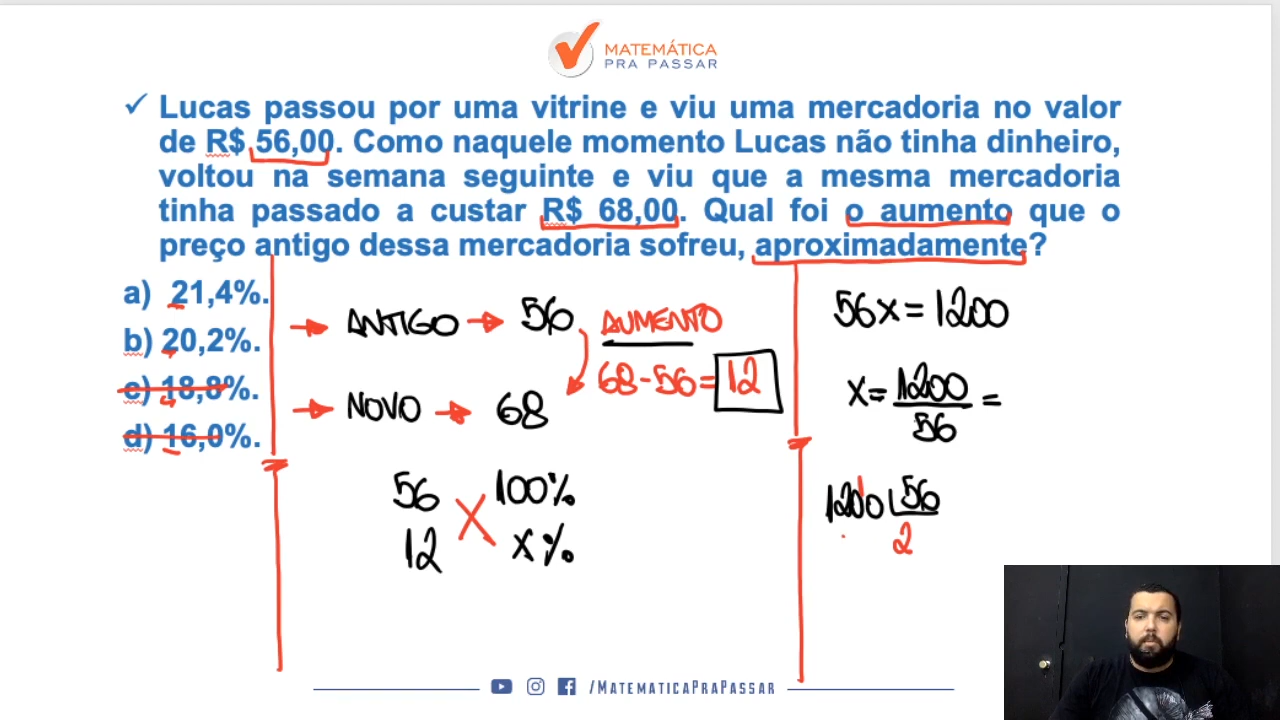 MATEMÁTICA
PRA PASSAR
✓ Lucas passou por uma vitrine e viu uma mercadoria no valor
de R$ 56,00. Como naquele momento Lucas não tinha dinheiro,
voltou na semana seguinte e viu que a mesma mercadoria
tinha passado a custar R$ 68,00. Qual foi o aumento que o
preço antigo dessa mercadoria sofreu, aproximadamente?
a) 21,4%.
b) 20,2%.
c) 18,8%.
d) 16,0%.
→ ANTIGO → 56
AUMENTO
68-56=12
→ NOVO → 68
56 100%
12 X%
56x=1200
x=1200/56=
1200 56
2
/MATEMATICAPRAPASSAR